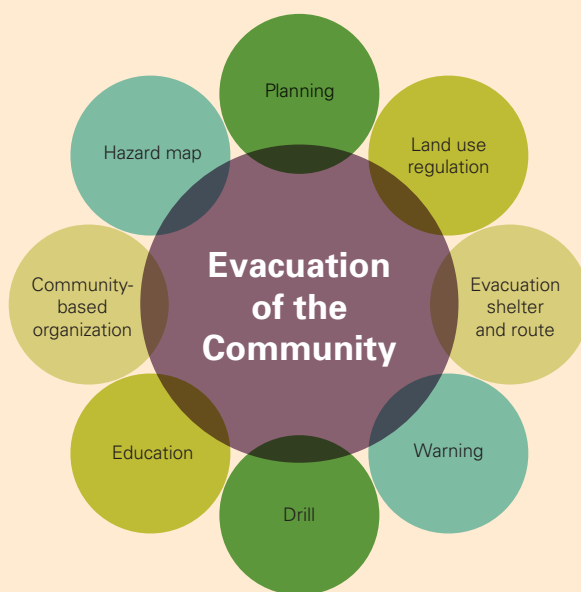 Planning
Land use
regulation
Evacuation
shelter
and route
Warning
Drill
Education
Community-
based
organization
Hazard map
Evacuation
of the
Community